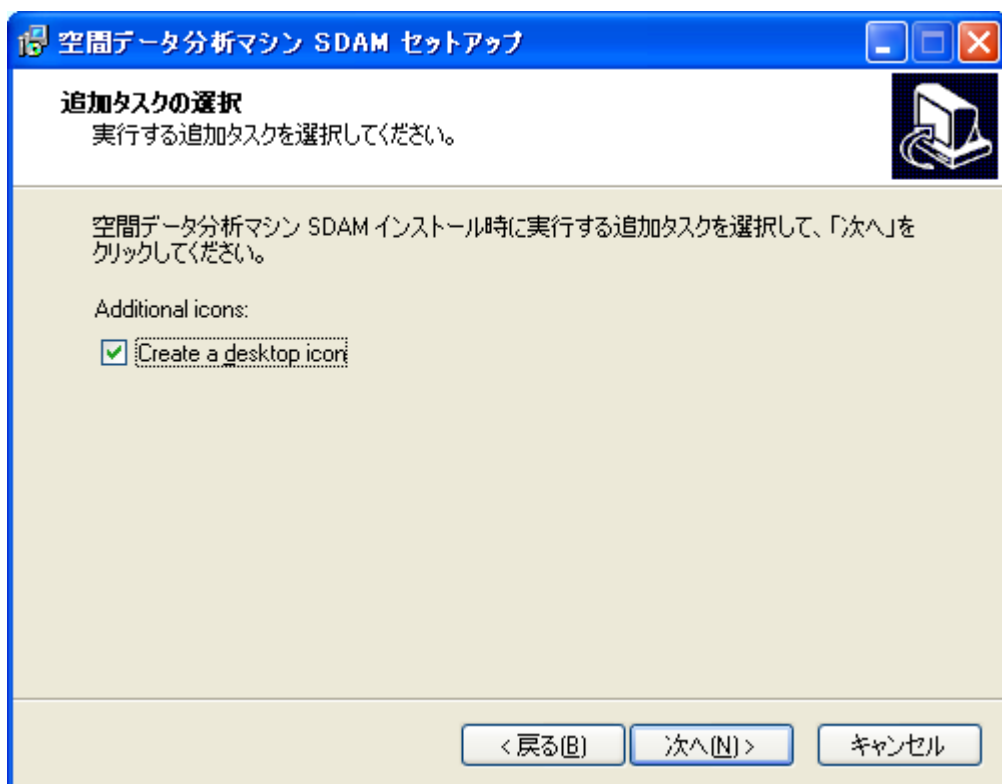 空間データ分析マシン SDAM セットアップ
追加タスクの選択
実行する追加タスクを選択してください。
空間データ分析マシン SDAM インストール時に実行する追加タスクを選択して、「次へ」を
クリックしてください。
Additional icons:
Create a desktop icon
< 戻る(B)
次へ(N) >
キャンセル